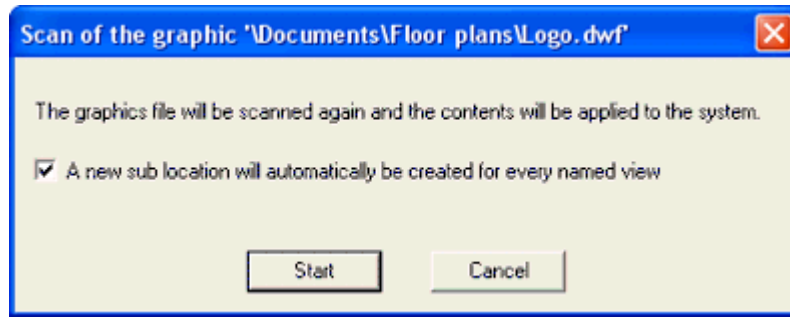 Scan of the graphic '\Documents\Floor plans\Logo.dwf'
The graphics file will be scanned again and the contents will be applied to the system.
A new sub location will automatically be created for every named view
Start
Cancel